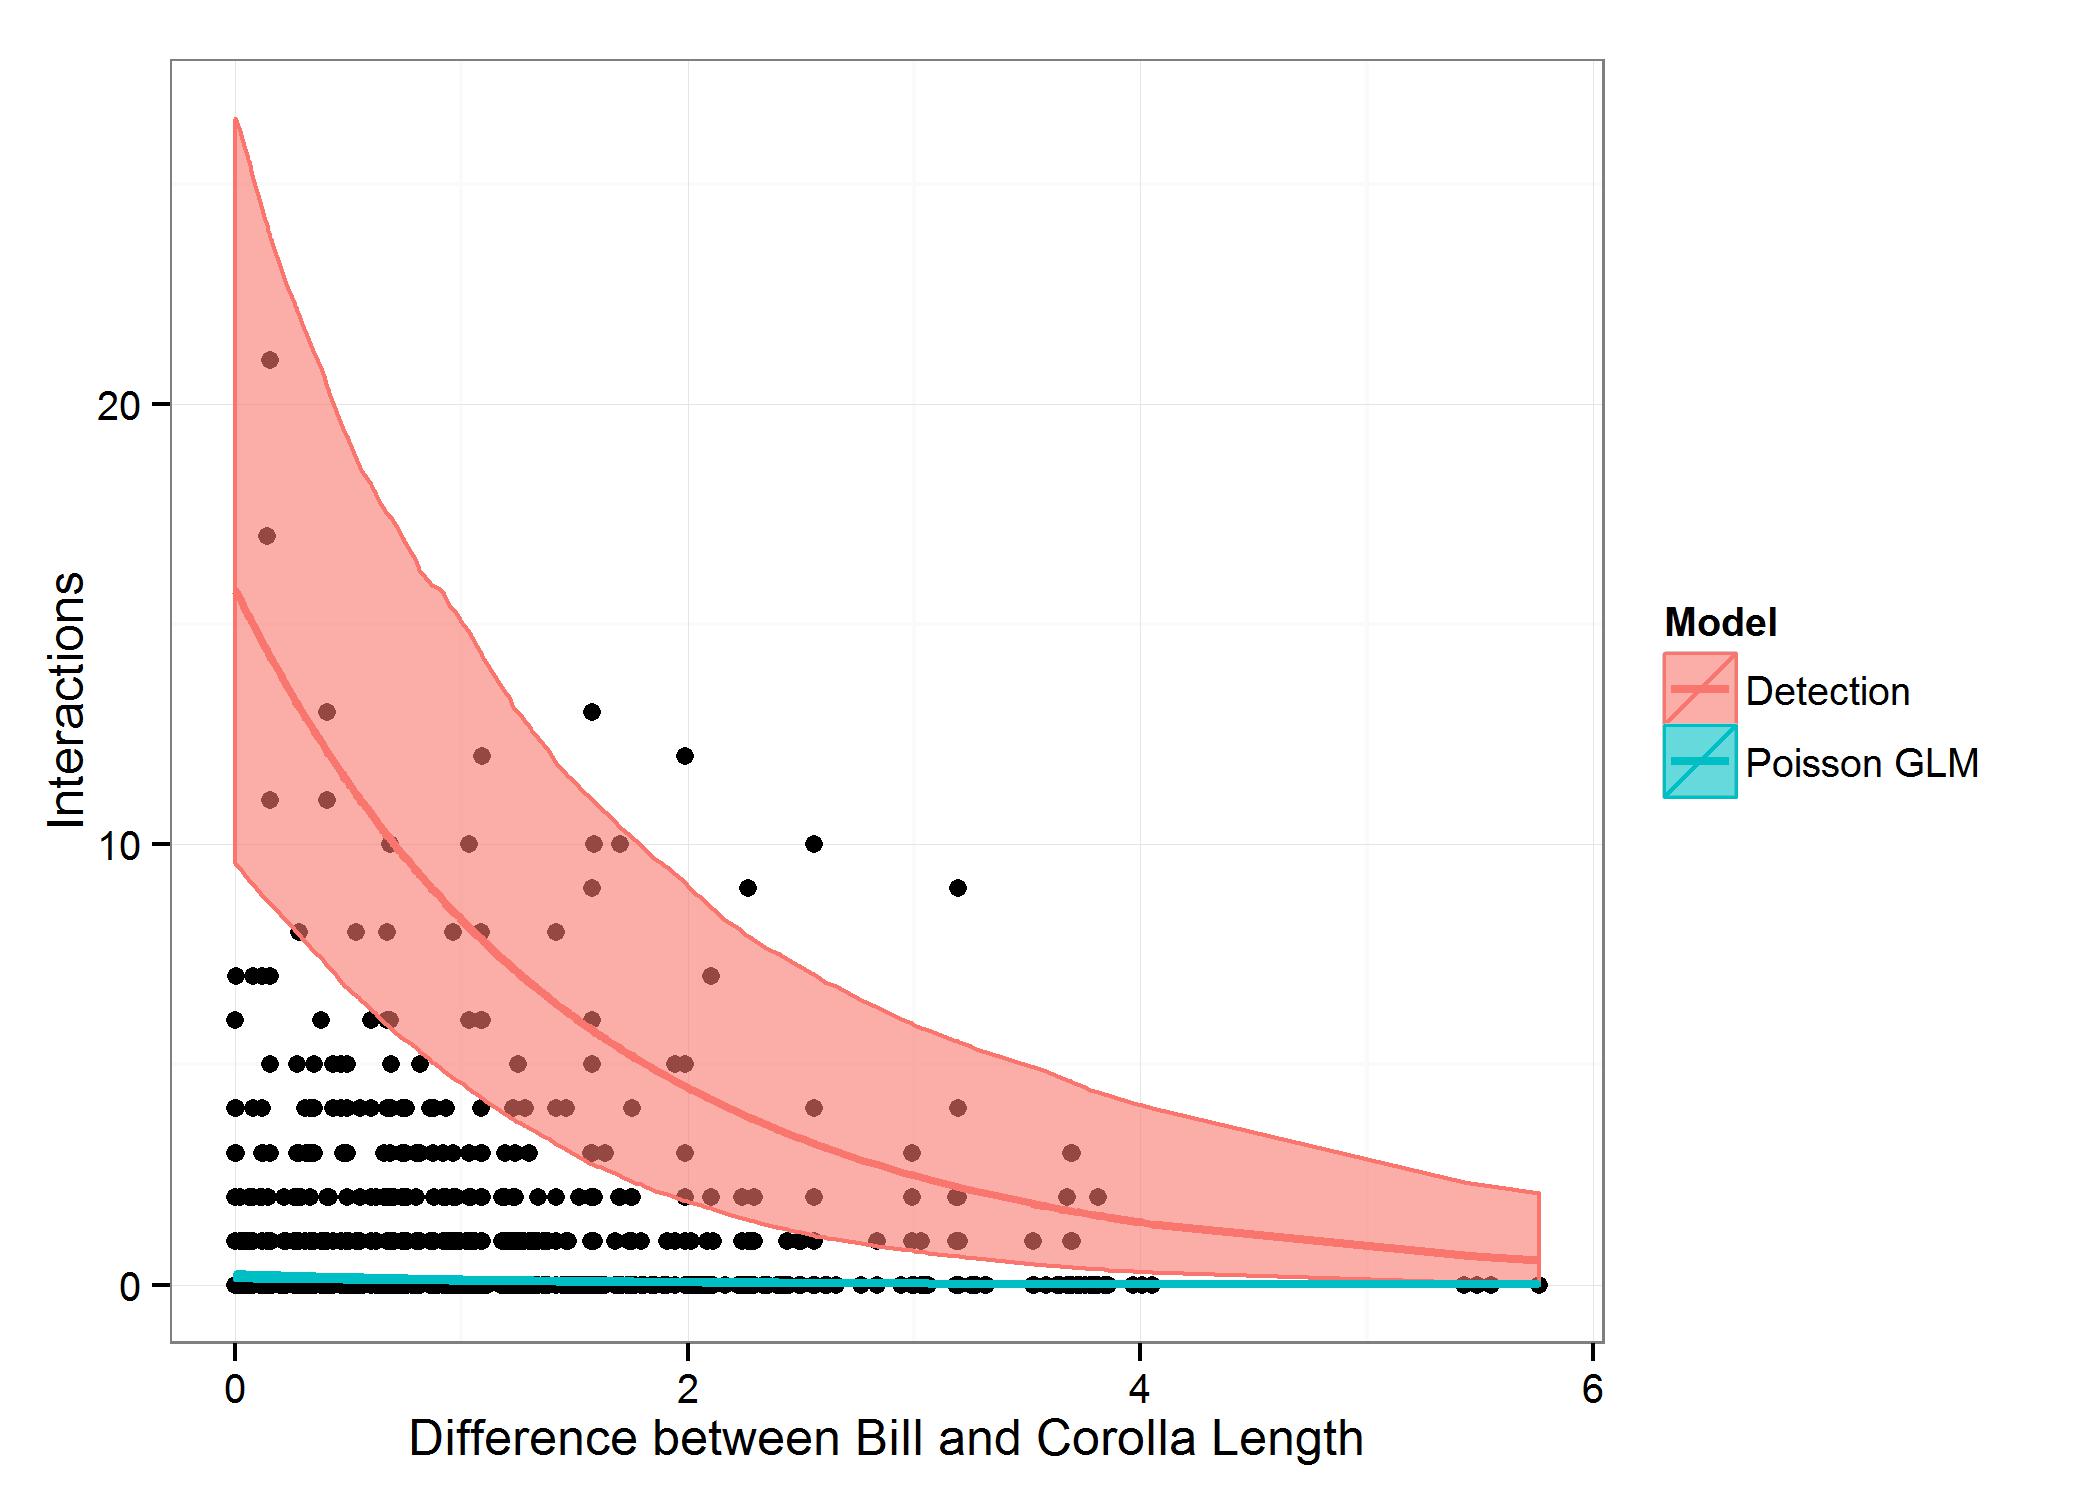 Interactions
20
10
0
0 2 4 6
Difference between Bill and Corolla Length
Model
Detection
Poisson GLM